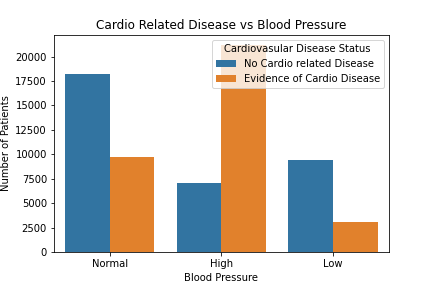 Cardio Related Disease vs Blood Pressure
Cardiovascular Disease Status
No Cardio related Disease
Evidence of Cardio Disease
Number of Patients
20000
17500
15000
12500
10000
7500
5000
2500
0
Normal
High
Low
Blood Pressure